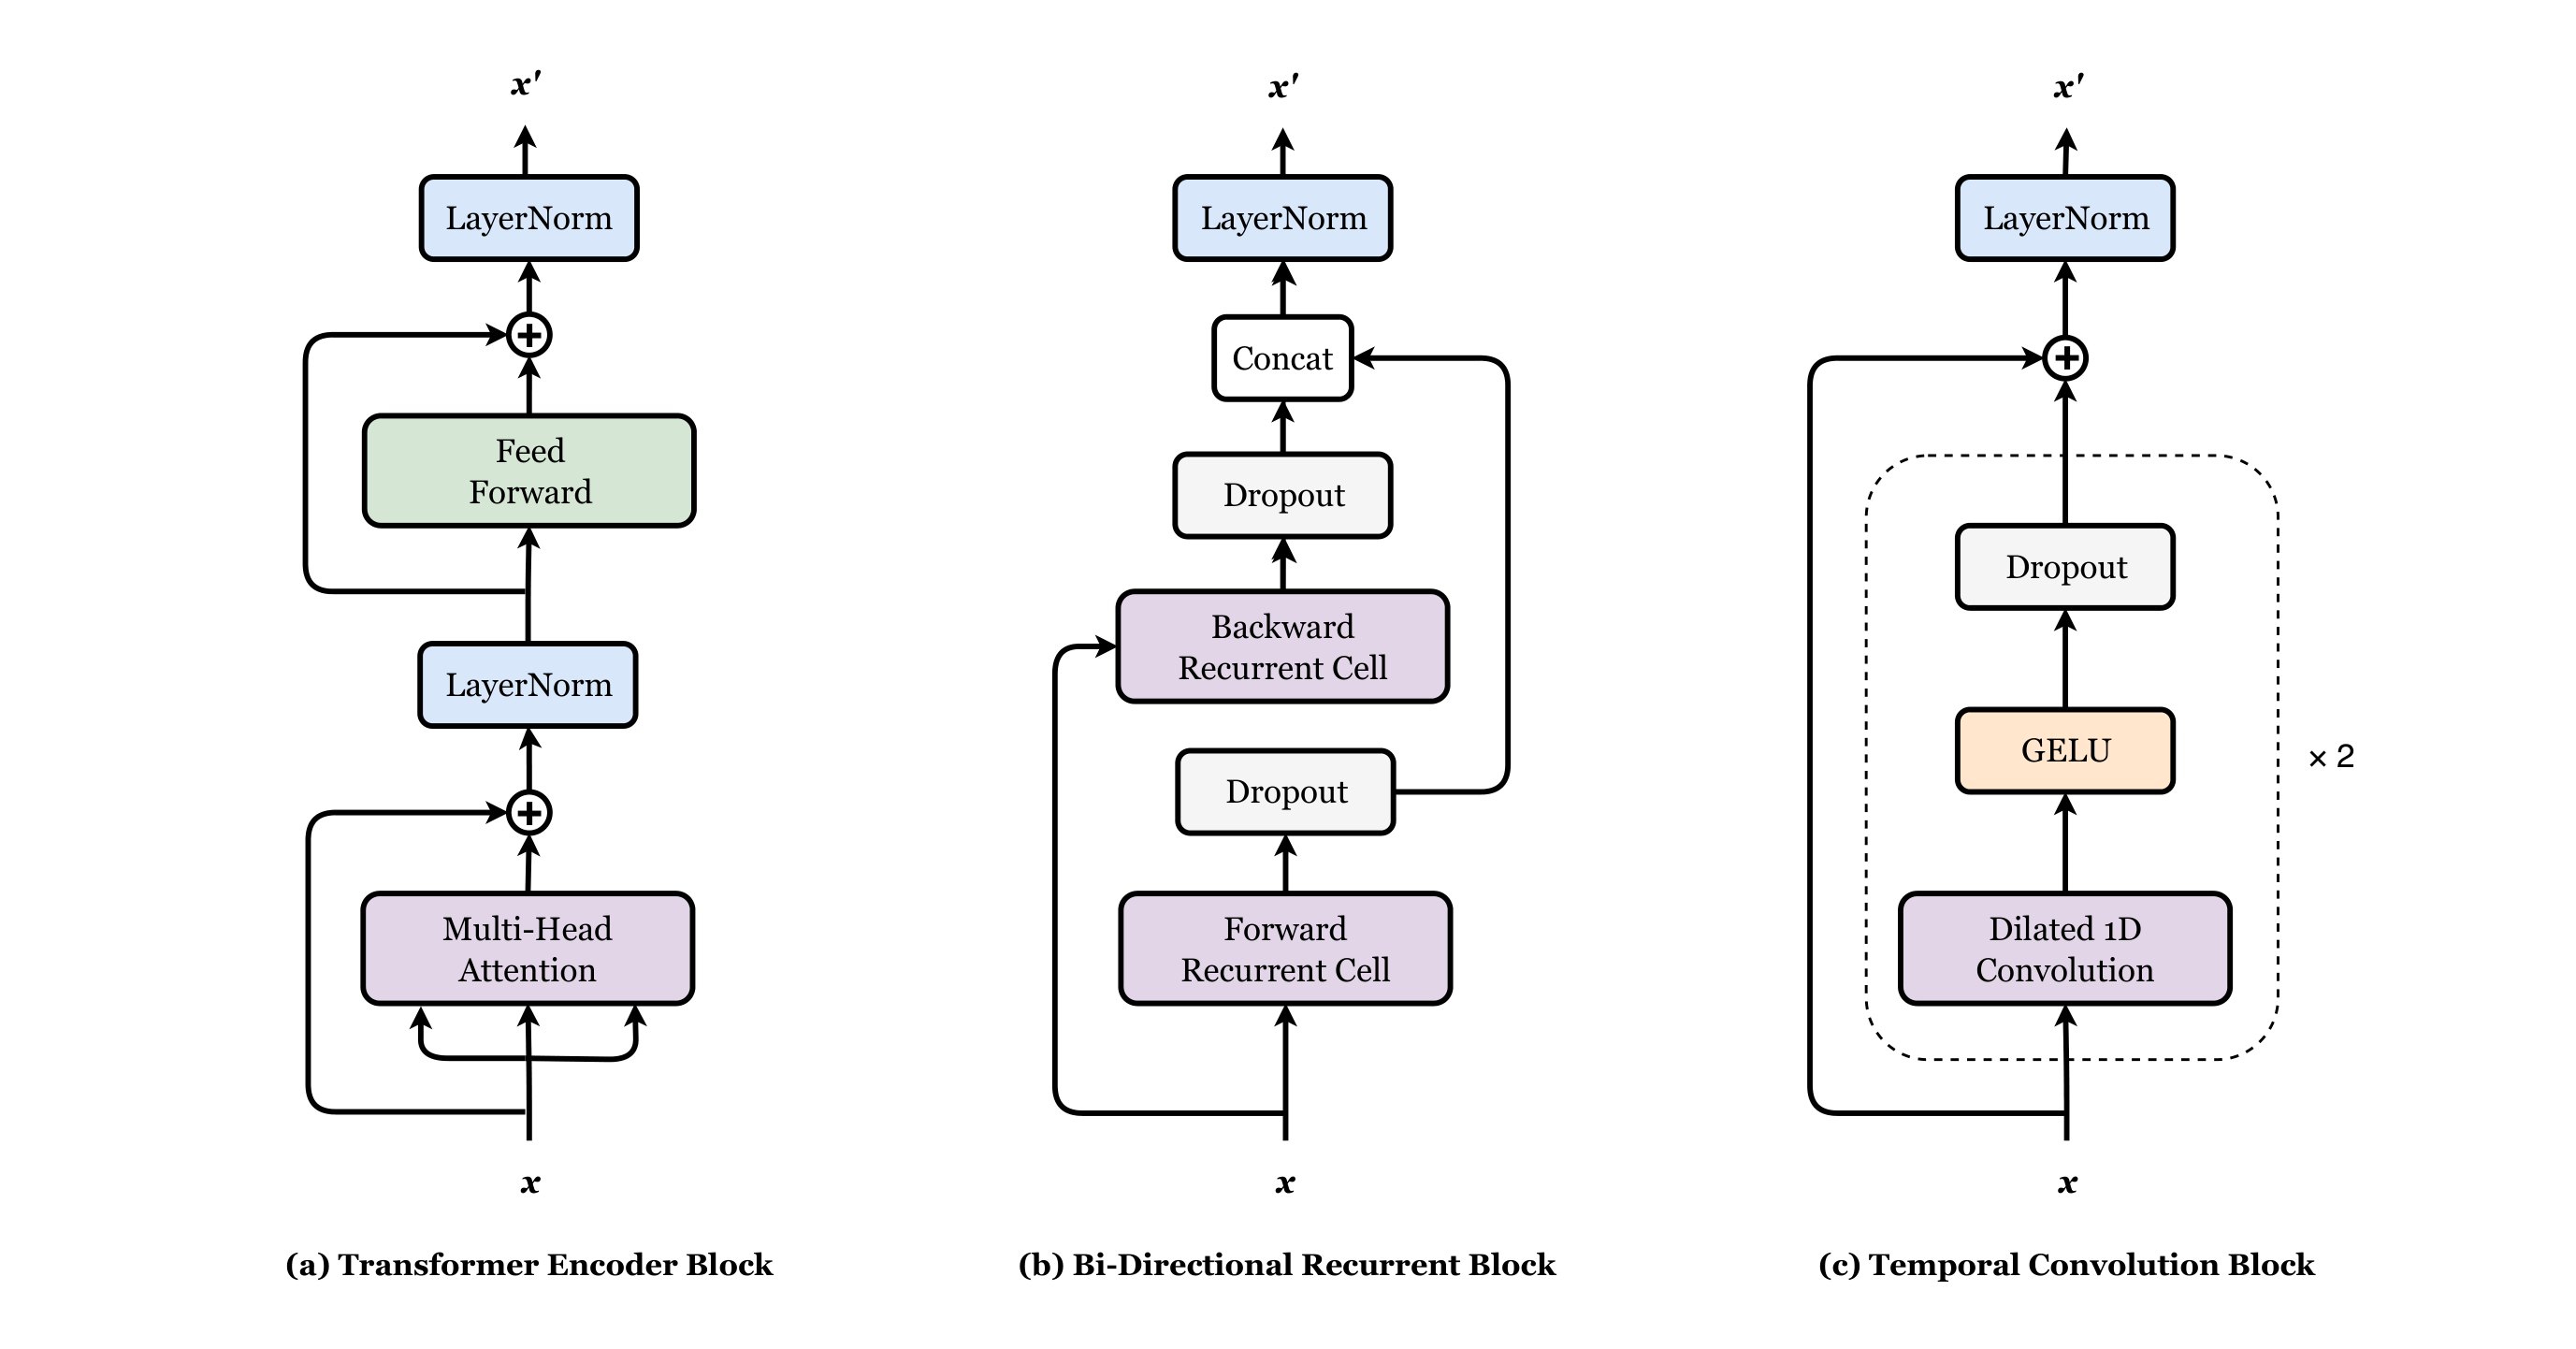 x′
LayerNorm
+
Feed
Forward
LayerNorm
+
Multi-Head
Attention
x
(a) Transformer Encoder Block
x′
LayerNorm
Concat
Dropout
Backward
Recurrent Cell
Dropout
Forward
Recurrent Cell
x
(b) Bi-Directional Recurrent Block
x′
LayerNorm
+
Dropout
GELU
× 2
Dilated 1D
Convolution
x
(c) Temporal Convolution Block